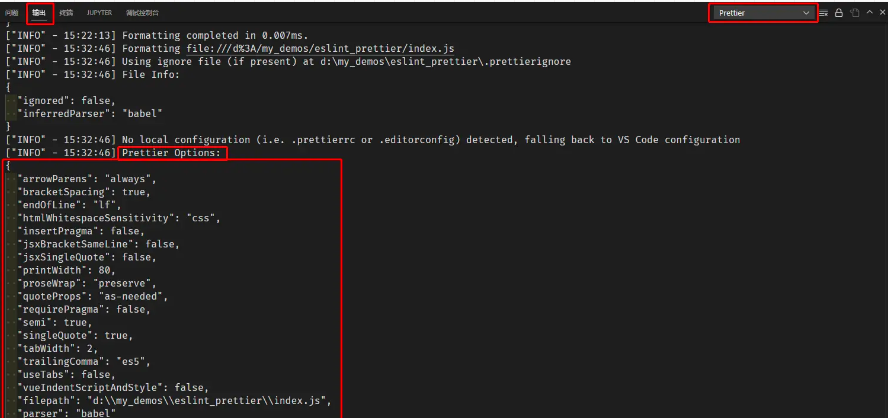 问题 输出 终端 JUPYTER 调试控制台 Prettier
}
["INFO" - 15:22:13] Formatting completed in 0.007ms.
["INFO" - 15:32:46] Formatting file:///d%3A/my_demos/eslint_prettier/index.js
["INFO" - 15:32:46] Using ignore file (if present) at d:\my_demos\eslint_prettier\.prettierignore
["INFO" - 15:32:46] File Info:
{
  "ignored": false,
  "inferredParser": "babel"
}
["INFO" - 15:32:46] No local configuration (i.e. .prettierrc or .editorconfig) detected, falling back to VS Code configuration
["INFO" - 15:32:46] Prettier Options:
{
  "arrowParens": "always",
  "bracketSpacing": true,
  "endOfLine": "lf",
  "htmlWhitespaceSensitivity": "css",
  "insertPragma": false,
  "jsxBracketSameLine": false,
  "jsxSingleQuote": false,
  "printWidth": 80,
  "proseWrap": "preserve",
  "quoteProps": "as-needed",
  "requirePragma": false,
  "semi": true,
  "singleQuote": true,
  "tabWidth": 2,
  "trailingComma": "es5",
  "useTabs": false,
  "vueIndentScriptAndStyle": false,
  "filepath": "d:\\my_demos\\eslint_prettier\\index.js",
  "parser": "babel"